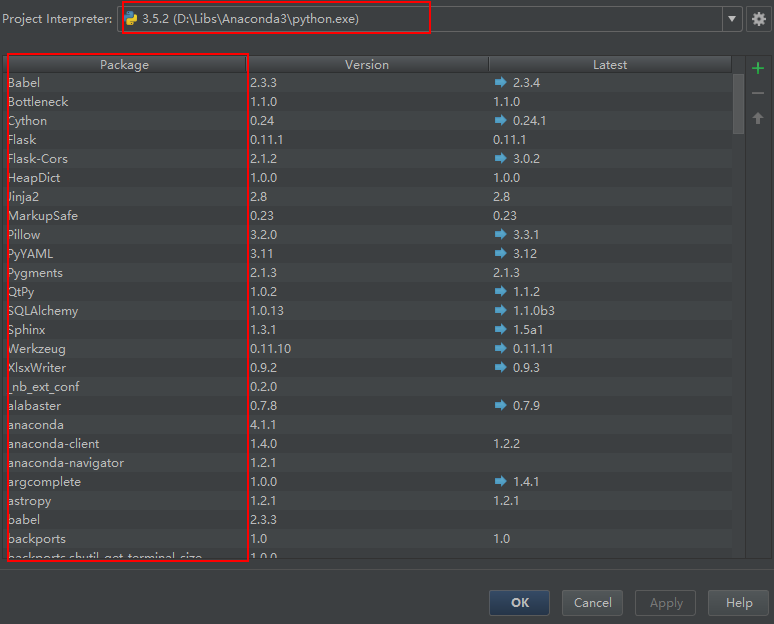 Project Interpreter: 3.5.2 (D:\Libs\Anaconda3\python.exe)
Package Version Latest
Babel 2.3.3 2.3.4
Bottleneck 1.1.0 1.1.0
Cython 0.24 0.24.1
Flask 0.11.1 0.11.1
Flask-Cors 2.1.2 3.0.2
HeapDict 1.0.0 1.0.0
Jinja2 2.8 2.8
MarkupSafe 0.23 0.23
Pillow 3.2.0 3.3.1
PyYAML 3.11 3.12
Pygments 2.1.3 2.1.3
QtPy 1.0.2 1.1.2
SQLAlchemy 1.0.13 1.1.0b3
Sphinx 1.3.1 1.5a1
Werkzeug 0.11.10 0.11.11
XlsxWriter 0.9.2 0.9.3
_nb_ext_conf 0.2.0
alabaster 0.7.8 0.7.9
anaconda 4.1.1
anaconda-client 1.4.0 1.2.2
anaconda-navigator 1.2.1
argcomplete 1.0.0 1.4.1
astropy 1.2.1 1.2.1
babel 2.3.3
backports 1.0 1.0
backports.shutil-get-terminal-size 1.0.0
OK Cancel Apply Help